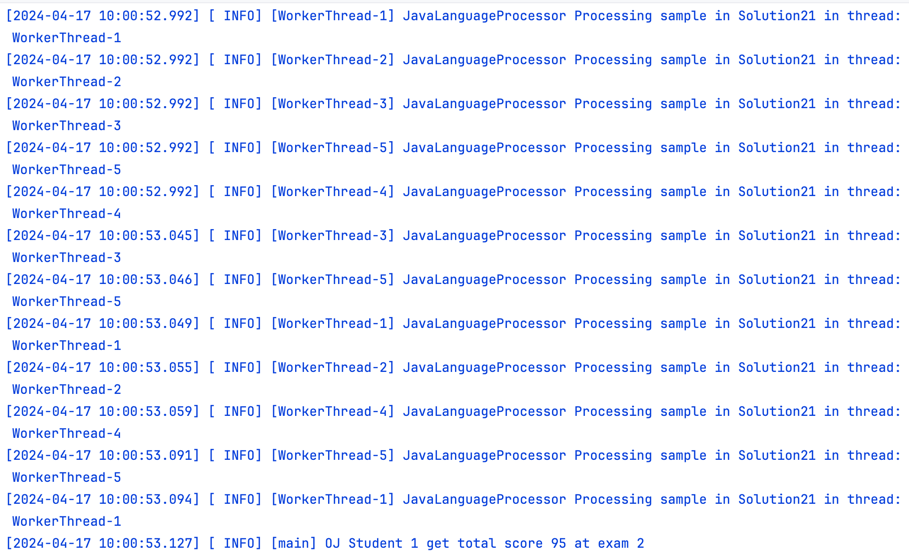 [2024-04-17 10:00:52.992] [ INFO] [WorkerThread-1] JavaLanguageProcessor Processing sample in Solution21 in thread:
WorkerThread-1
[2024-04-17 10:00:52.992] [ INFO] [WorkerThread-2] JavaLanguageProcessor Processing sample in Solution21 in thread:
WorkerThread-2
[2024-04-17 10:00:52.992] [ INFO] [WorkerThread-3] JavaLanguageProcessor Processing sample in Solution21 in thread:
WorkerThread-3
[2024-04-17 10:00:52.992] [ INFO] [WorkerThread-5] JavaLanguageProcessor Processing sample in Solution21 in thread:
WorkerThread-5
[2024-04-17 10:00:52.992] [ INFO] [WorkerThread-4] JavaLanguageProcessor Processing sample in Solution21 in thread:
WorkerThread-4
[2024-04-17 10:00:53.045] [ INFO] [WorkerThread-3] JavaLanguageProcessor Processing sample in Solution21 in thread:
WorkerThread-3
[2024-04-17 10:00:53.046] [ INFO] [WorkerThread-5] JavaLanguageProcessor Processing sample in Solution21 in thread:
WorkerThread-5
[2024-04-17 10:00:53.049] [ INFO] [WorkerThread-1] JavaLanguageProcessor Processing sample in Solution21 in thread:
WorkerThread-1
[2024-04-17 10:00:53.055] [ INFO] [WorkerThread-2] JavaLanguageProcessor Processing sample in Solution21 in thread:
WorkerThread-2
[2024-04-17 10:00:53.059] [ INFO] [WorkerThread-4] JavaLanguageProcessor Processing sample in Solution21 in thread:
WorkerThread-4
[2024-04-17 10:00:53.091] [ INFO] [WorkerThread-5] JavaLanguageProcessor Processing sample in Solution21 in thread:
WorkerThread-5
[2024-04-17 10:00:53.094] [ INFO] [WorkerThread-1] JavaLanguageProcessor Processing sample in Solution21 in thread:
WorkerThread-1
[2024-04-17 10:00:53.127] [ INFO] [main] OJ Student 1 get total score 95 at exam 2